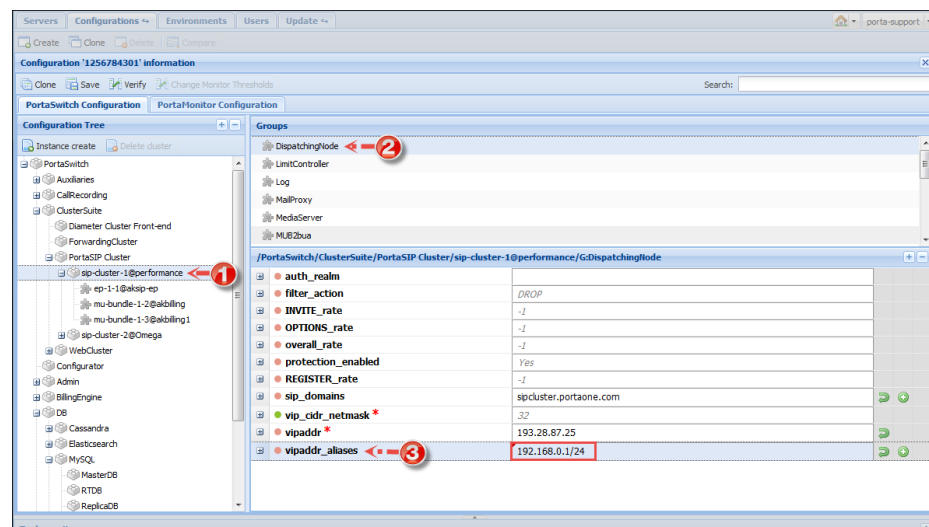 Servers Configurations Environments Users Update porta-support
Create Clone Delete Compare
Configuration '1256784301' information
Clone Save Verify Change Monitor Thresholds Search:
PortaSwitch Configuration PortaMonitor Configuration
Configuration Tree
Instance create Delete cluster
PortaSwitch
Auxiliaries
CallRecording
ClusterSuite
Diameter Cluster Front-end
ForwardingCluster
PortaSIP Cluster
sip-cluster-1@performance 1
ep-1-1@aksip-ep
mu-bundle-1-2@akbilling
mu-bundle-1-3@akbilling1
sip-cluster-2@Omega
WebCluster
Configurator
Admin
BillingEngine
DB
Cassandra
Elasticsearch
MySQL
MasterDB
RTDB
ReplicaDB
Groups
DispatchingNode 2
LimitController
Log
MailProxy
MediaServer
MUB2bua
/PortaSwitch/ClusterSuite/PortaSIP Cluster/sip-cluster-1@performance/G:DispatchingNode
auth_realm
filter_action DROP
INVITE_rate -1
OPTIONS_rate -1
overall_rate -1
protection_enabled Yes
REGISTER_rate -1
sip_domains sipcluster.portaone.com
vip_cidr_netmask * 32
vipaddr * 193.28.87.25
vipaddr_aliases 3 192.168.0.1/24